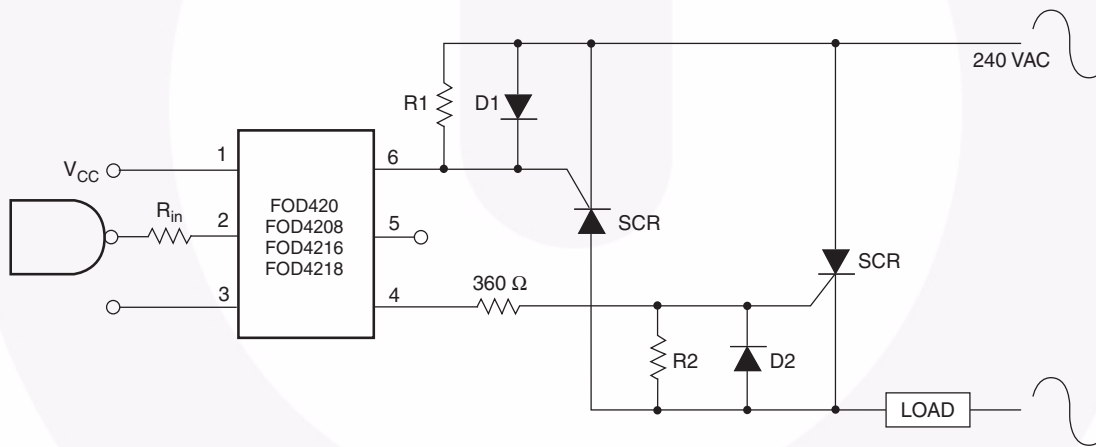 240 VAC
R1
D1
V_CC
1
6
R_in
2
FOD420
FOD4208
FOD4216
FOD4218
5
SCR
SCR
3
4
360 Ω
R2
D2
LOAD